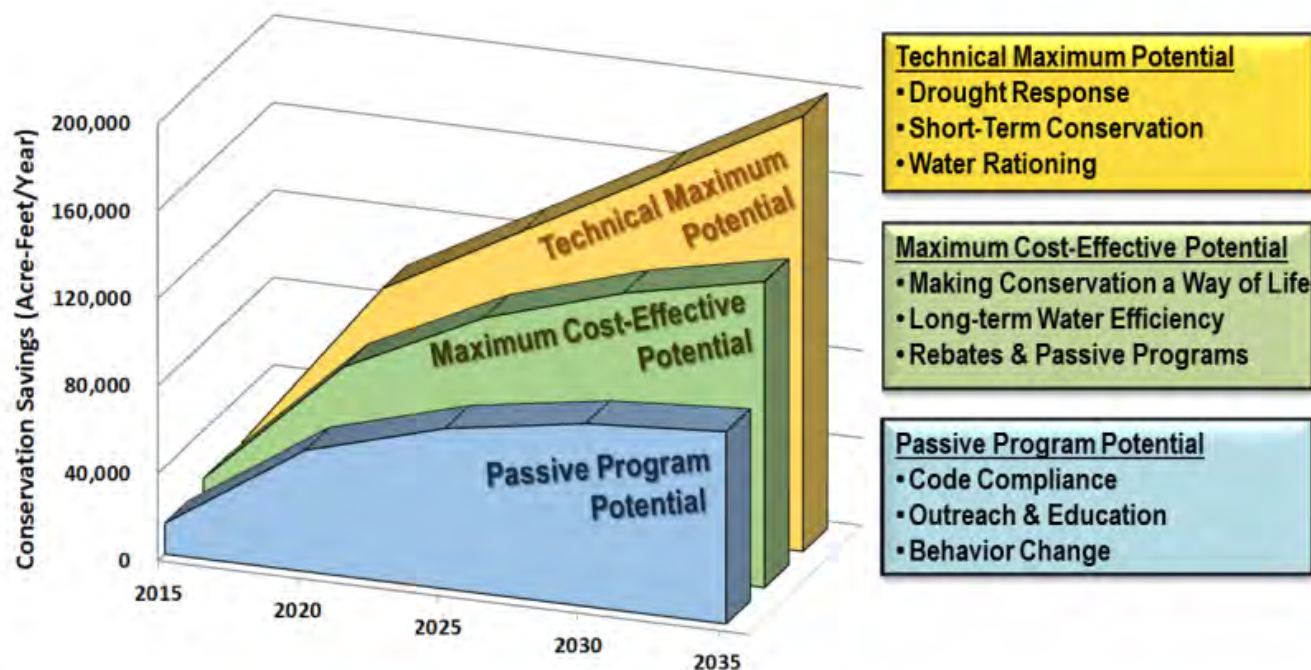 Conservation Savings (Acre-Feet/Year)
200,000
160,000
120,000
80,000
40,000
0
2015
2020
2025
2030
2035
Technical Maximum
Potential
Maximum Cost-Effective
Potential
Passive Program
Potential
Technical Maximum Potential
• Drought Response
• Short-Term Conservation
• Water Rationing
Maximum Cost-Effective Potential
• Making Conservation a Way of Life
• Long-term Water Efficiency
• Rebates & Passive Programs
Passive Program Potential
• Code Compliance
• Outreach & Education
• Behavior Change